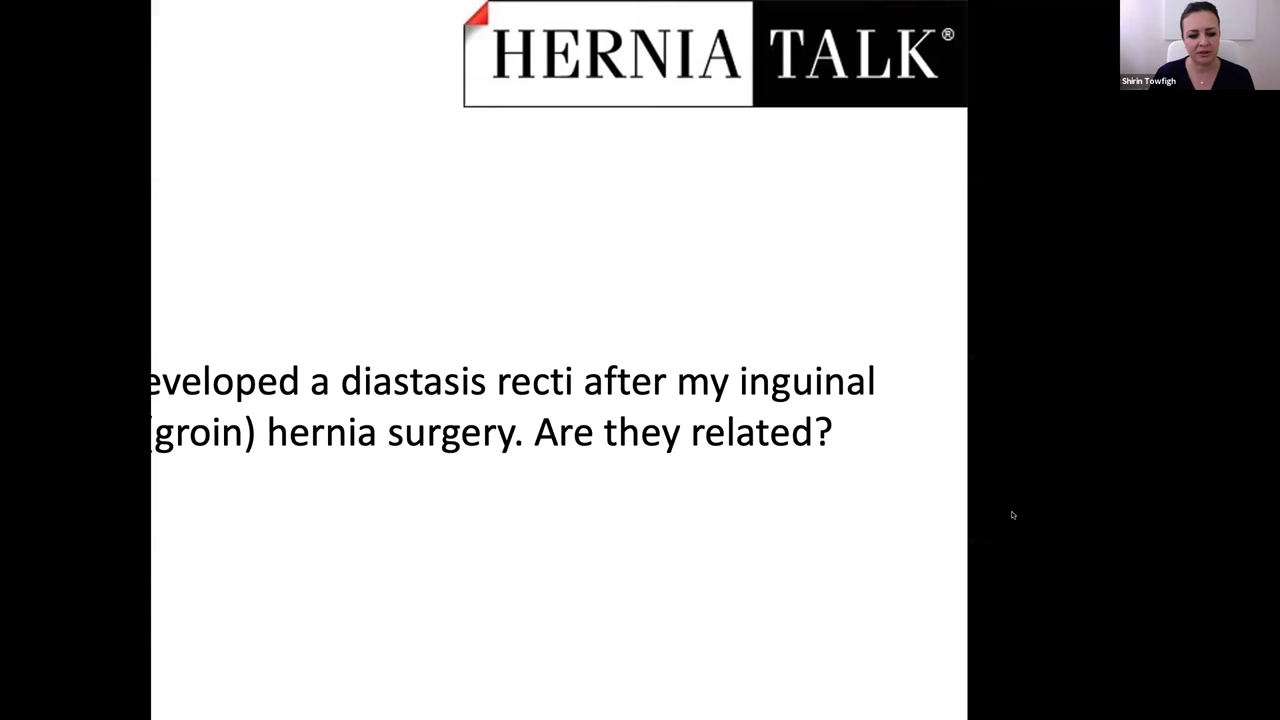 HERNIA TALK®
Shirin Towfigh
eveloped a diastasis recti after my inguinal
(groin) hernia surgery. Are they related?